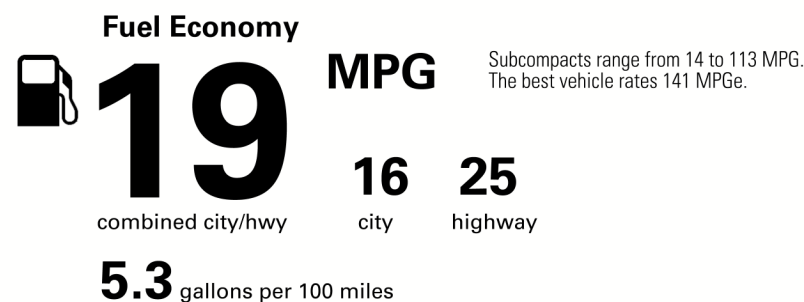 Fuel Economy
19 MPG
Subcompacts range from 14 to 113 MPG.
The best vehicle rates 141 MPGe.
16 25
combined city/hwy city highway
5.3 gallons per 100 miles